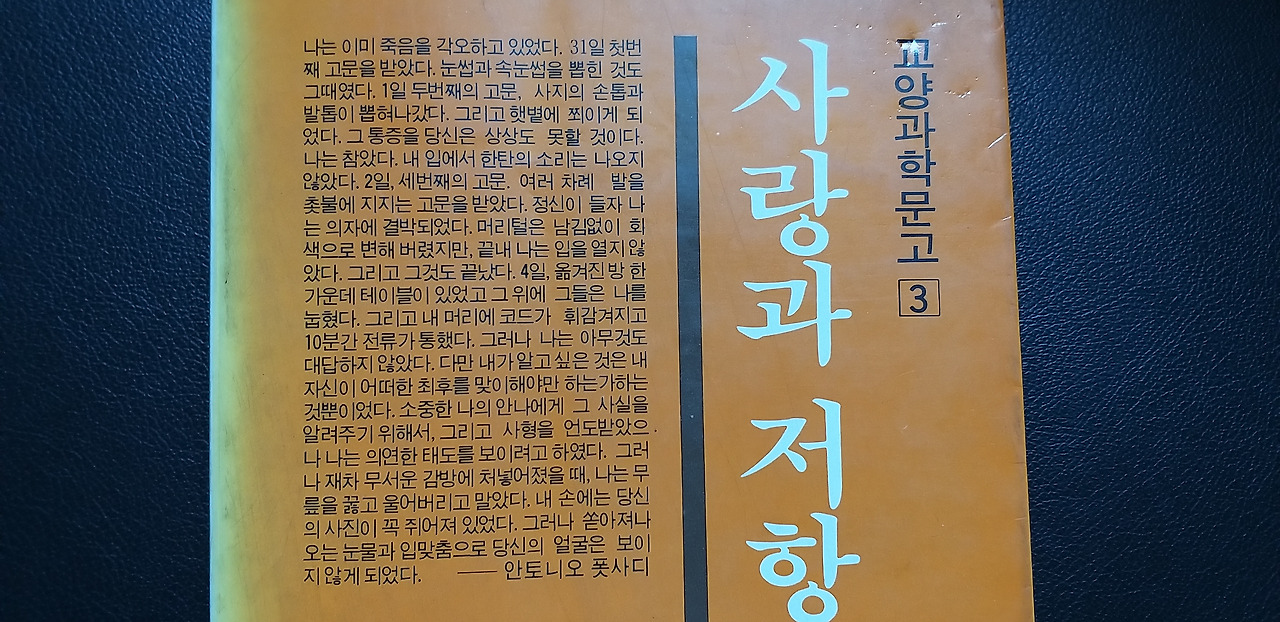 나는 이미 죽음을 각오하고 있었다. 31일 첫번
째 고문을 받았다. 눈썹과 속눈썹을 뽑힌 것도
그때였다. 1일 두번째의 고문, 사지의 손톱과
발톱이 뽑혀나갔다. 그리고 햇볕에 쬐이게 되
었다. 그 통증을 당신은 상상도 못할 것이다.
나는 참았다. 내 입에서 한탄의 소리는 나오지
않았다. 2일, 세번째의 고문. 여러 차례 발을
촛불에 지지는 고문을 받았다. 정신이 들자 나
는 의자에 결박되었다. 머리털은 남김없이 회
색으로 변해 버렸지만, 끝내 나는 입을 열지않
았다. 그리고 그것도 끝났다. 4일, 옮겨진 방 한
가운데 테이블이 있었고 그 위에 그들은 나를
눕혔다. 그리고 내 머리에 코드가 휘감겨지고
10분간 전류가 통했다. 그러나 나는 아무것도
대답하지 않았다. 다만 내가 알고 싶은 것은 내
자신이 어떠한 최후를 맞이해야만 하는가하는
것뿐이었다. 소중한 나의 안나에게 그 사실을
알려주기 위해서, 그리고 사형을 언도받았으
나 나는 의연한 태도를 보이려고 하였다. 그러
나 재차 무서운 감방에 처넣어졌을 때, 나는 무
릎을 꿇고 울어버리고 말았다. 내 손에는 당신
의 사진이 꼭 쥐어져 있었다. 그러나 쏟아져나
오는 눈물과 입맞춤으로 당신의 얼굴은 보이
지 않게 되었다. ── 안토니오 폿사디
사랑과 저항
교양과학문고 3